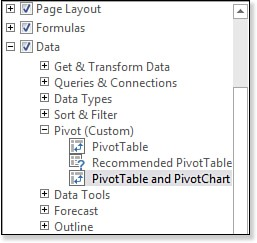 Page Layout
Formulas
Data
Get & Transform Data
Queries & Connections
Data Types
Sort & Filter
Pivot (Custom)
PivotTable
Recommended PivotTable
PivotTable and PivotChart
Data Tools
Forecast
Outline